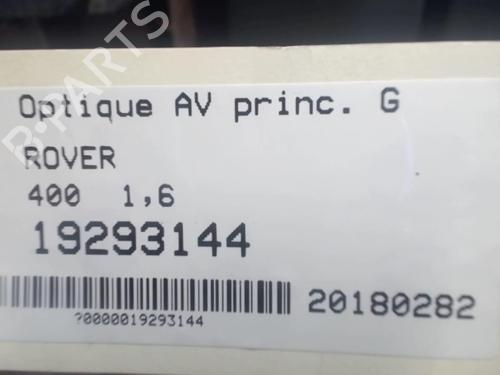 B-PARTS
Optique AV princ. G
ROVER
400 1,6
19293144
20180282
?0000019293144